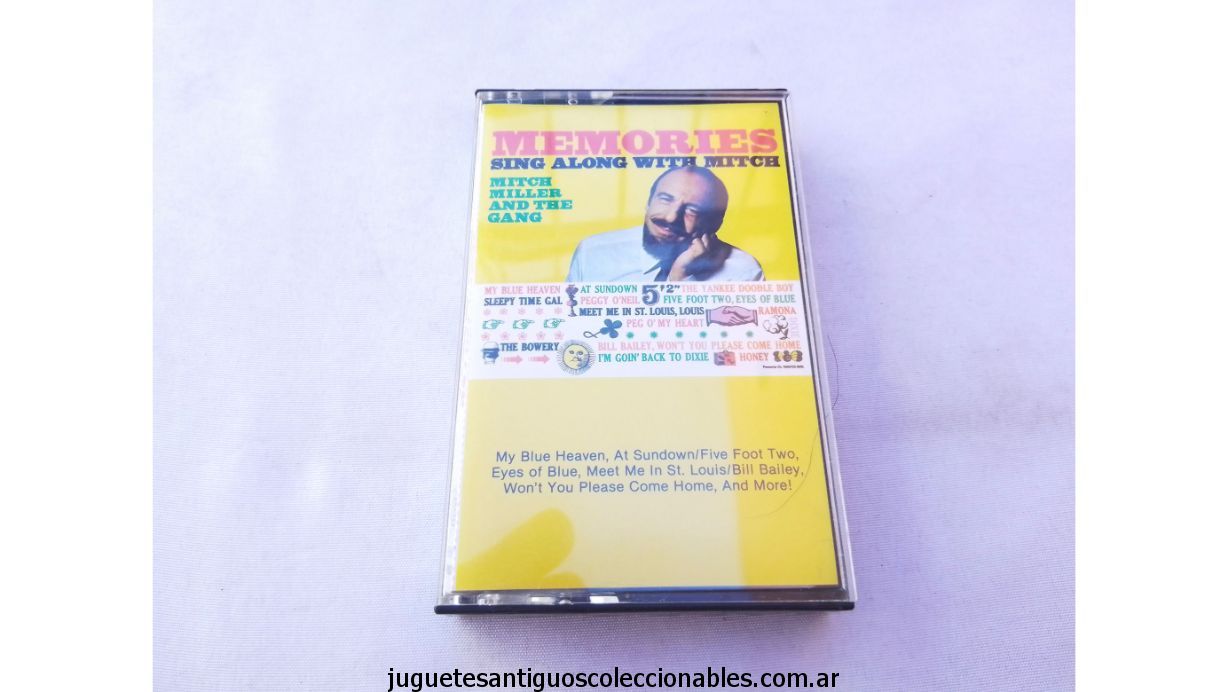 MEMORIES
SING ALONG WITH MITCH
MITCH
MILLER
AND THE
GANG
MY BLUE HEAVEN AT SUNDOWN 5'2" THE YANKEE DOODLE BOY
SLEEPY TIME GAL PEGGY O'NEIL FIVE FOOT TWO, EYES OF BLUE
MEET ME IN ST. LOUIS, LOUIS RAMONA
PEG O' MY HEART
THE BOWERY BILL BAILEY, WON'T YOU PLEASE COME HOME
I'M GOIN' BACK TO DIXIE HONEY
My Blue Heaven, At Sundown/Five Foot Two,
Eyes of Blue, Meet Me In St. Louis/Bill Bailey,
Won't You Please Come Home, And More!
juguetesantiguoscoleccionables.com.ar